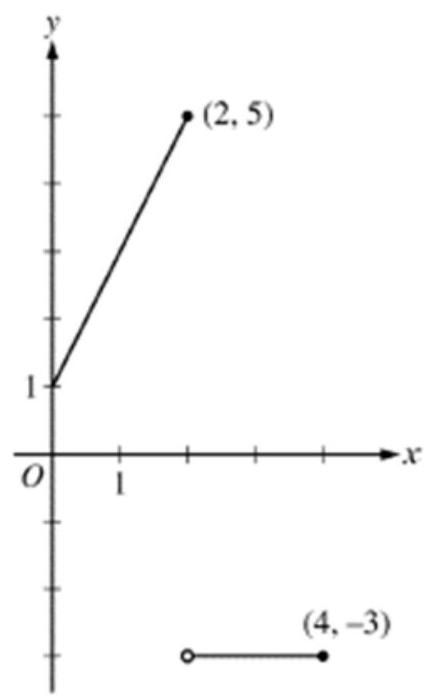 y
(2, 5)
1
x
O
1
(4, –3)